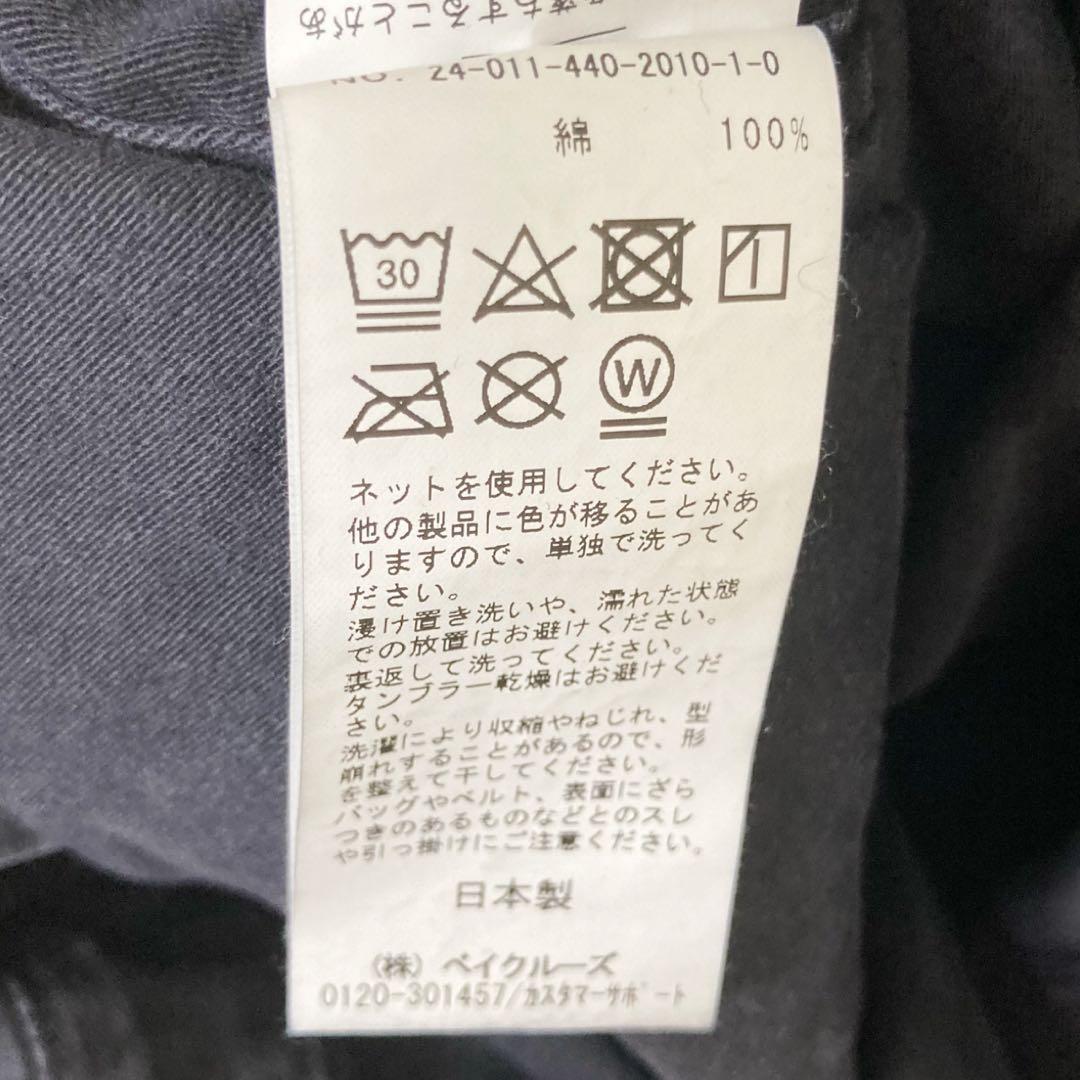 落ちすることがあ
NO. 24-011-440-2010-1-0
綿 100%
30
W
ネットを使用してください。
他の製品に色が移ることがあ
りますので、単独で洗ってく
ださい。
浸け置き洗いや、濡れた状態
での放置はお避けください。
裏返して洗ってください。
タンブラー乾燥はお避けくだ
さい。
洗濯により収縮やねじれ、型
崩れすることがあるので、形
を整えて干してください。
バッグやベルト、表面にざら
つきのあるものなどとのスレ
や引っ掛けにご注意ください。
日本製
(株) ベイクルーズ
0120-301457/カスタマーサポート